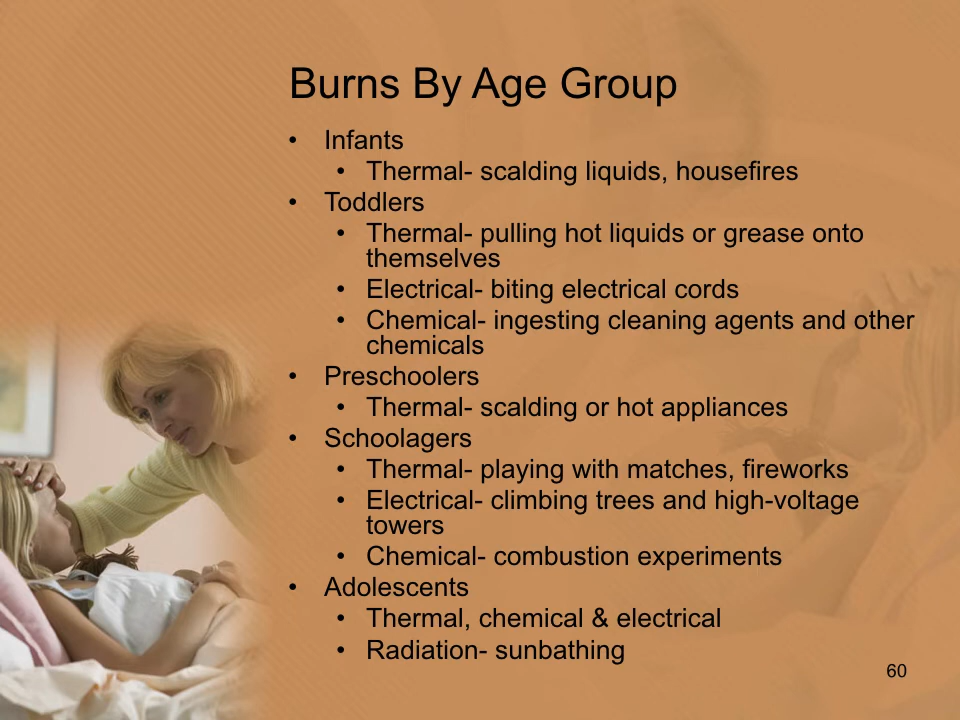 Burns By Age Group
• Infants
• Thermal- scalding liquids, housefires
• Toddlers
• Thermal- pulling hot liquids or grease onto
themselves
• Electrical- biting electrical cords
• Chemical- ingesting cleaning agents and other
chemicals
• Preschoolers
• Thermal- scalding or hot appliances
• Schoolagers
• Thermal- playing with matches, fireworks
• Electrical- climbing trees and high-voltage
towers
• Chemical- combustion experiments
• Adolescents
• Thermal, chemical & electrical
• Radiation- sunbathing
60